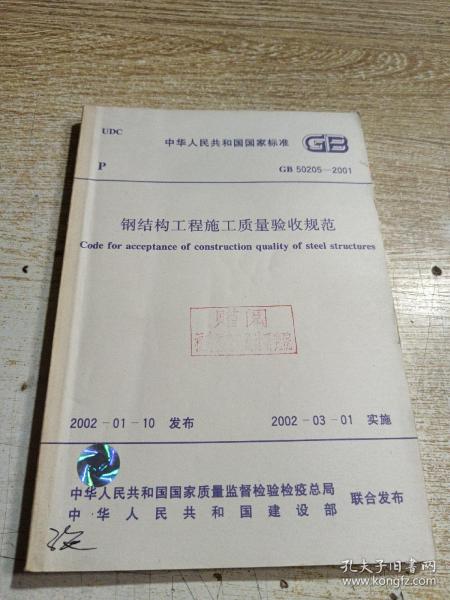 UDC
中华人民共和国国家标准 GB
P
GB 50205-2001
钢结构工程施工质量验收规范
Code for acceptance of construction quality of steel structures
2002-01-10 发布 2002-03-01 实施
中华人民共和国国家质量监督检验检疫总局
中华人民共和国建设部
联合发布
孔夫子旧书网
www.kongfz.com